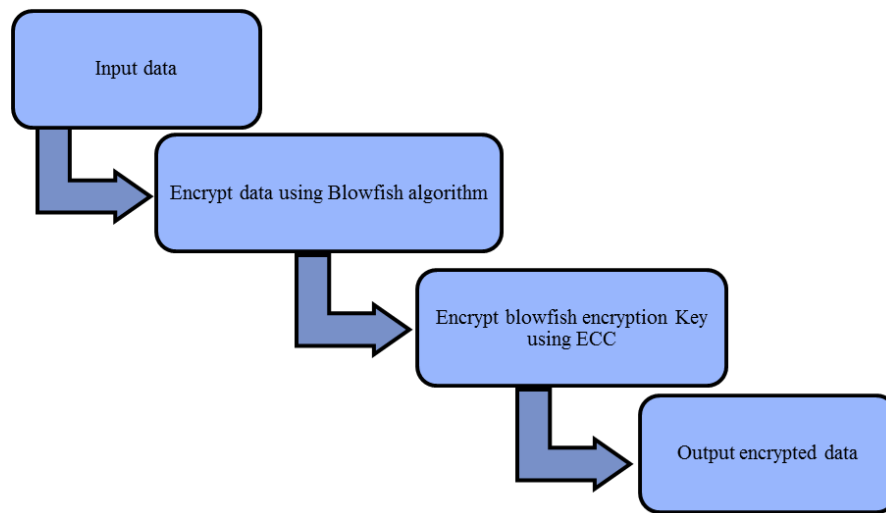 Input data
Encrypt data using Blowfish algorithm
Encrypt blowfish encryption Key
using ECC
Output encrypted data